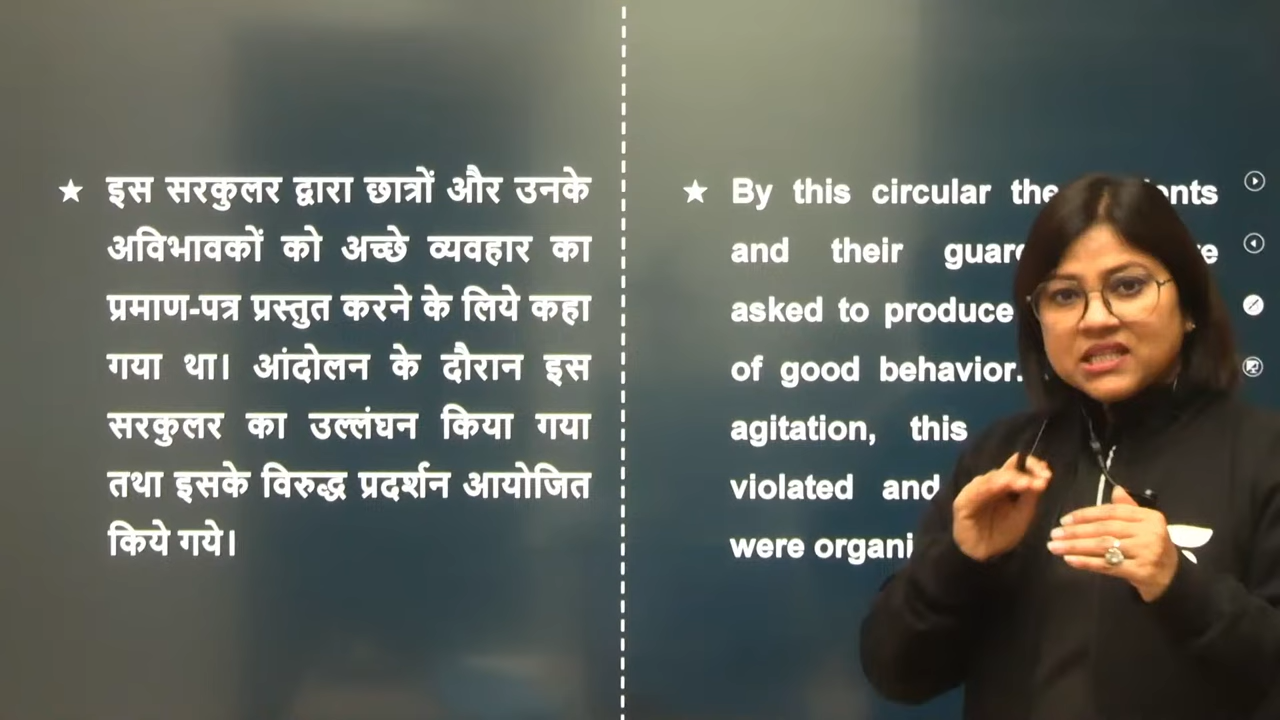 इस सरकुलर द्वारा छात्रों और उनके
अविभावकों को अच्छे व्यवहार का
प्रमाण-पत्र प्रस्तुत करने के लिये कहा
गया था। आंदोलन के दौरान इस
सरकुलर का उल्लंघन किया गया
तथा इसके विरुद्ध प्रदर्शन आयोजित
किये गये।
By this circular the
and their
asked to produce
of good behavior.
agitation, this
violated and
were